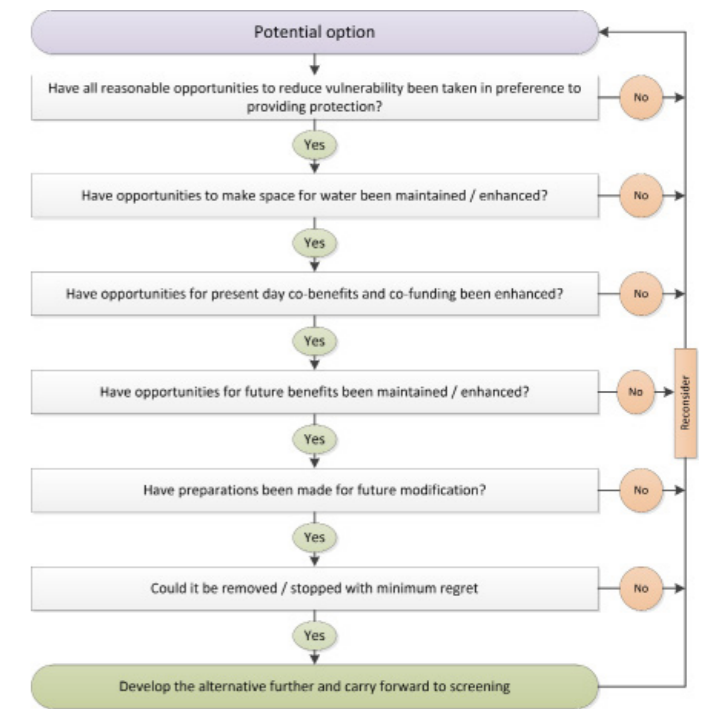 Potential option
Have all reasonable opportunities to reduce vulnerability been taken in preference to
providing protection?
No
Yes
Have opportunities to make space for water been maintained / enhanced?
No
Yes
Have opportunities for present day co-benefits and co-funding been enhanced?
No
Yes
Have opportunities for future benefits been maintained / enhanced?
No
Reconsider
Yes
Have preparations been made for future modification?
No
Yes
Could it be removed / stopped with minimum regret
No
Yes
Develop the alternative further and carry forward to screening